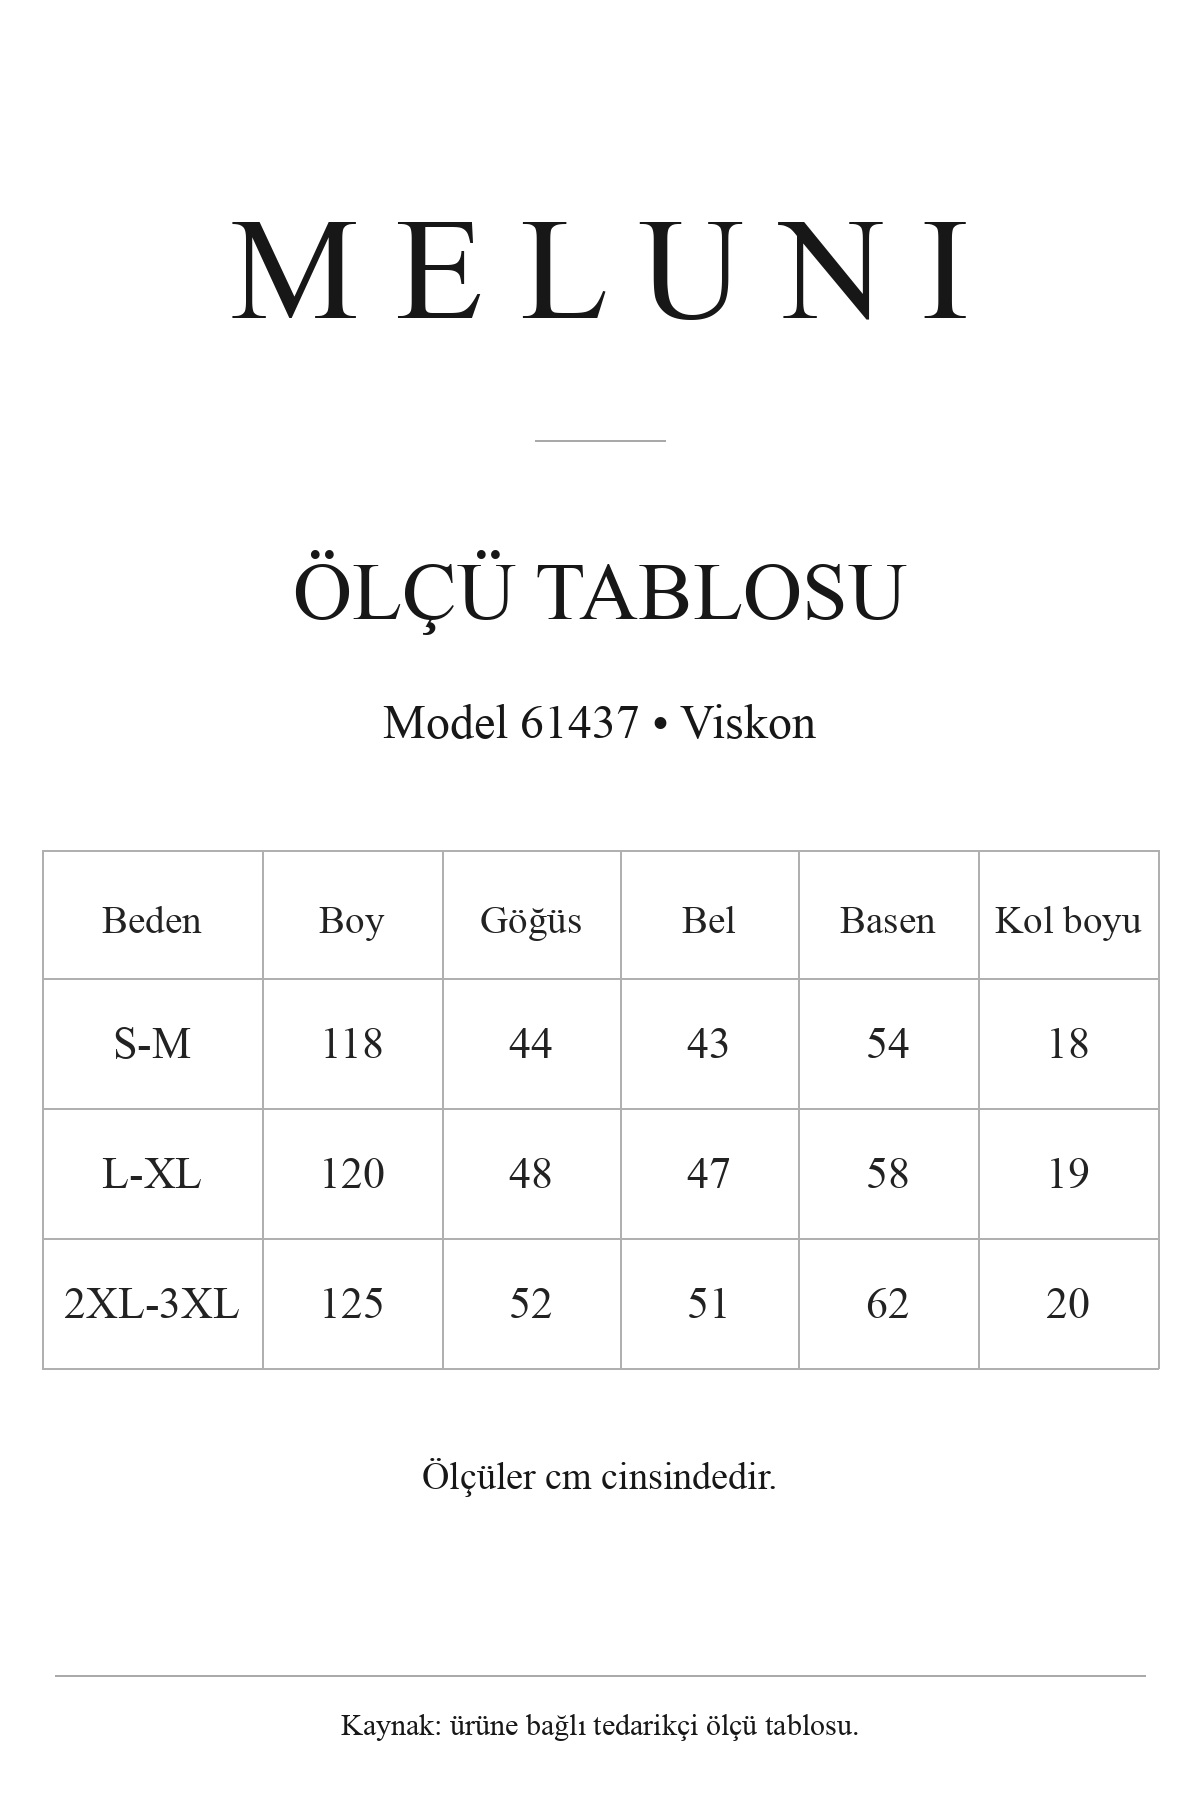 MELUNI
ÖLÇÜ TABLOSU
Model 61437 • Viskon
Beden Boy Göğüs Bel Basen Kol boyu
S-M 118 44 43 54 18
L-XL 120 48 47 58 19
2XL-3XL 125 52 51 62 20
Ölçüler cm cinsindedir.
Kaynak: ürüne bağlı tedarikçi ölçü tablosu.